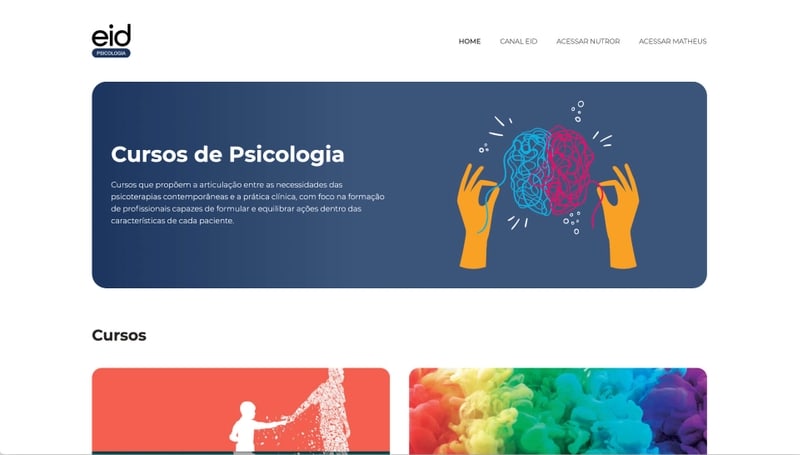 eid
PSICOLOGIA
HOME
CANAL EID
ACESSAR NUTROR
ACESSAR MATHEUS
Cursos de Psicologia
Cursos que propõem a articulação entre as necessidades das
psicoterapias contemporâneas e a prática clínica, com foco na formação
de profissionais capazes de formular e equilibrar ações dentro das
características de cada paciente.
Cursos